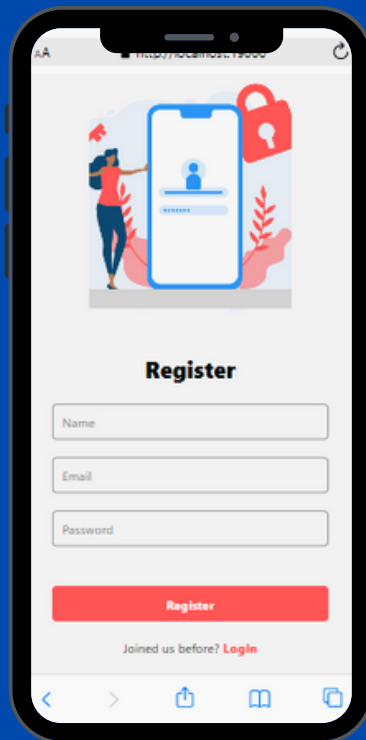 AA
Register
Name
Email
Password
Register
Joined us before? Login